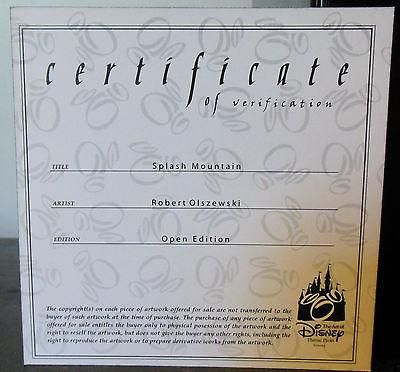 certificate
of verification
TITLE Splash Mountain
ARTIST Robert Olszewski
EDITION Open Edition
The copyright(s) on each piece of artwork offered for sale are not transferred to the
buyer of such artwork at the time of purchase. The purchase of any piece of artwork
offered for sale entitles the buyer only to physical posession of the artwork and the
right to resell the artwork, but does not give the buyer any other rights, including the
right to reproduce the artwork or to prepare derivative works from the artwork.
The Art of
DISNEY
Theme Parks